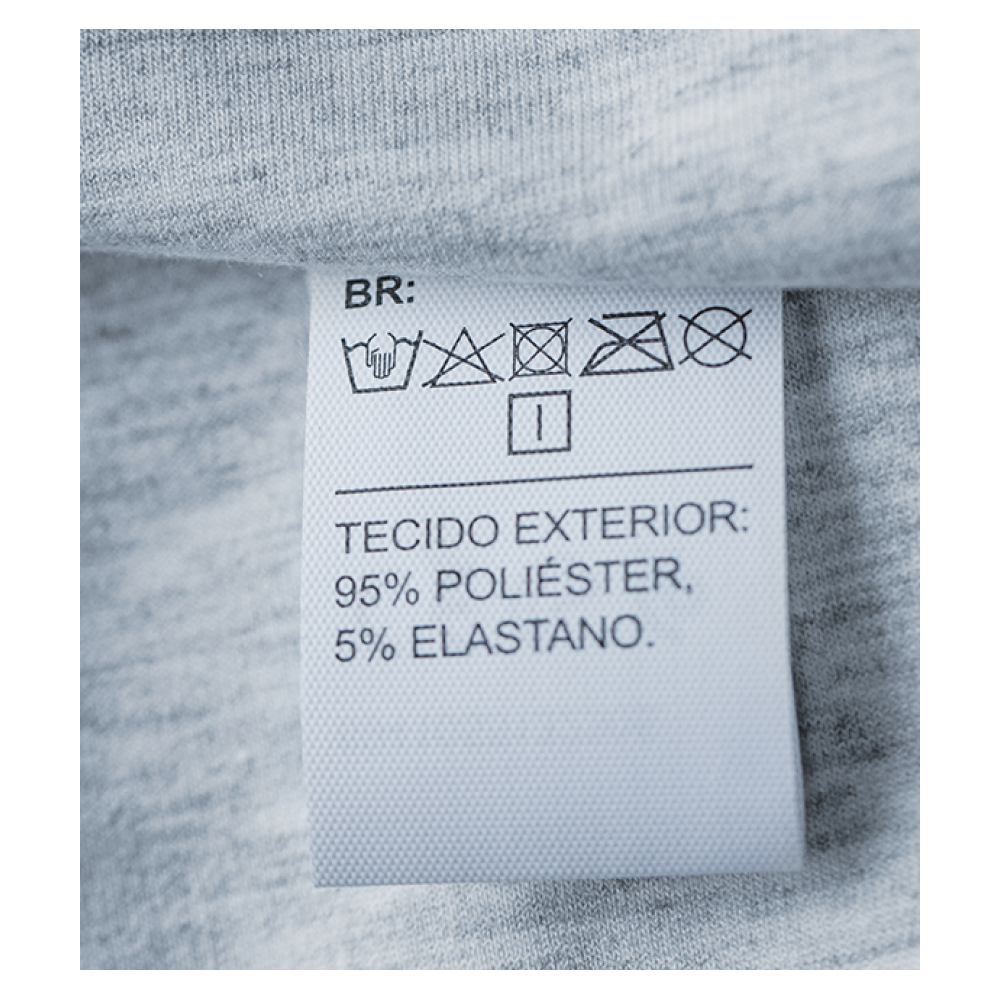 BR:
TECIDO EXTERIOR:
95% POLIÉSTER,
5% ELASTANO.